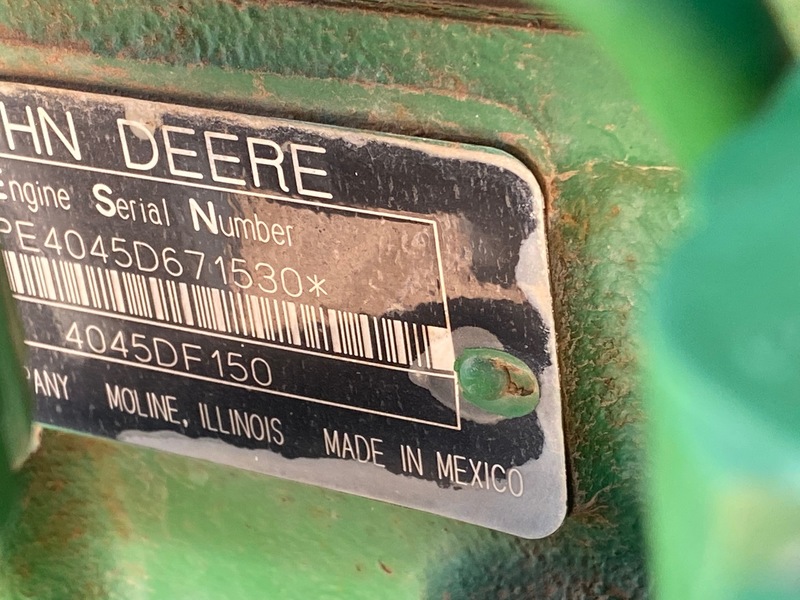 HN DEERE
Engine Serial Number
PE4045D671530*
4045DF150
PANY MOLINE, ILLINOIS MADE IN MEXICO